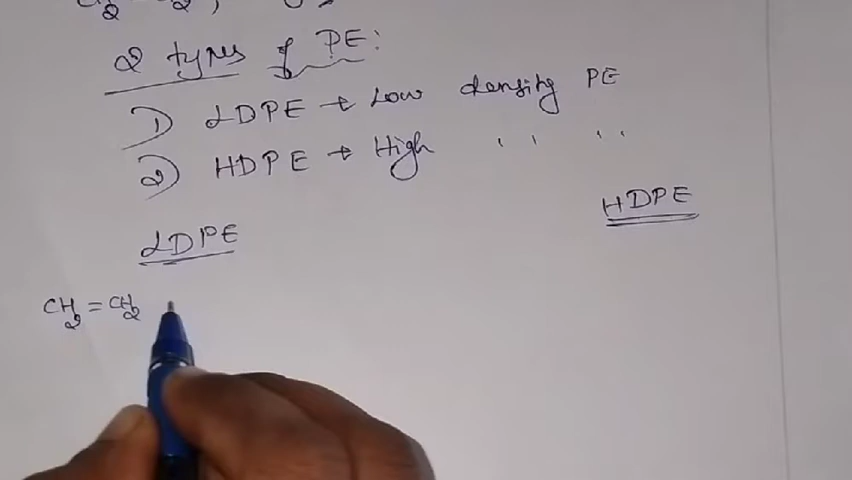 2 types of PE:
1) LDPE → Low density PE
2) HDPE → High " "
LDPE HDPE
CH2 = CH2